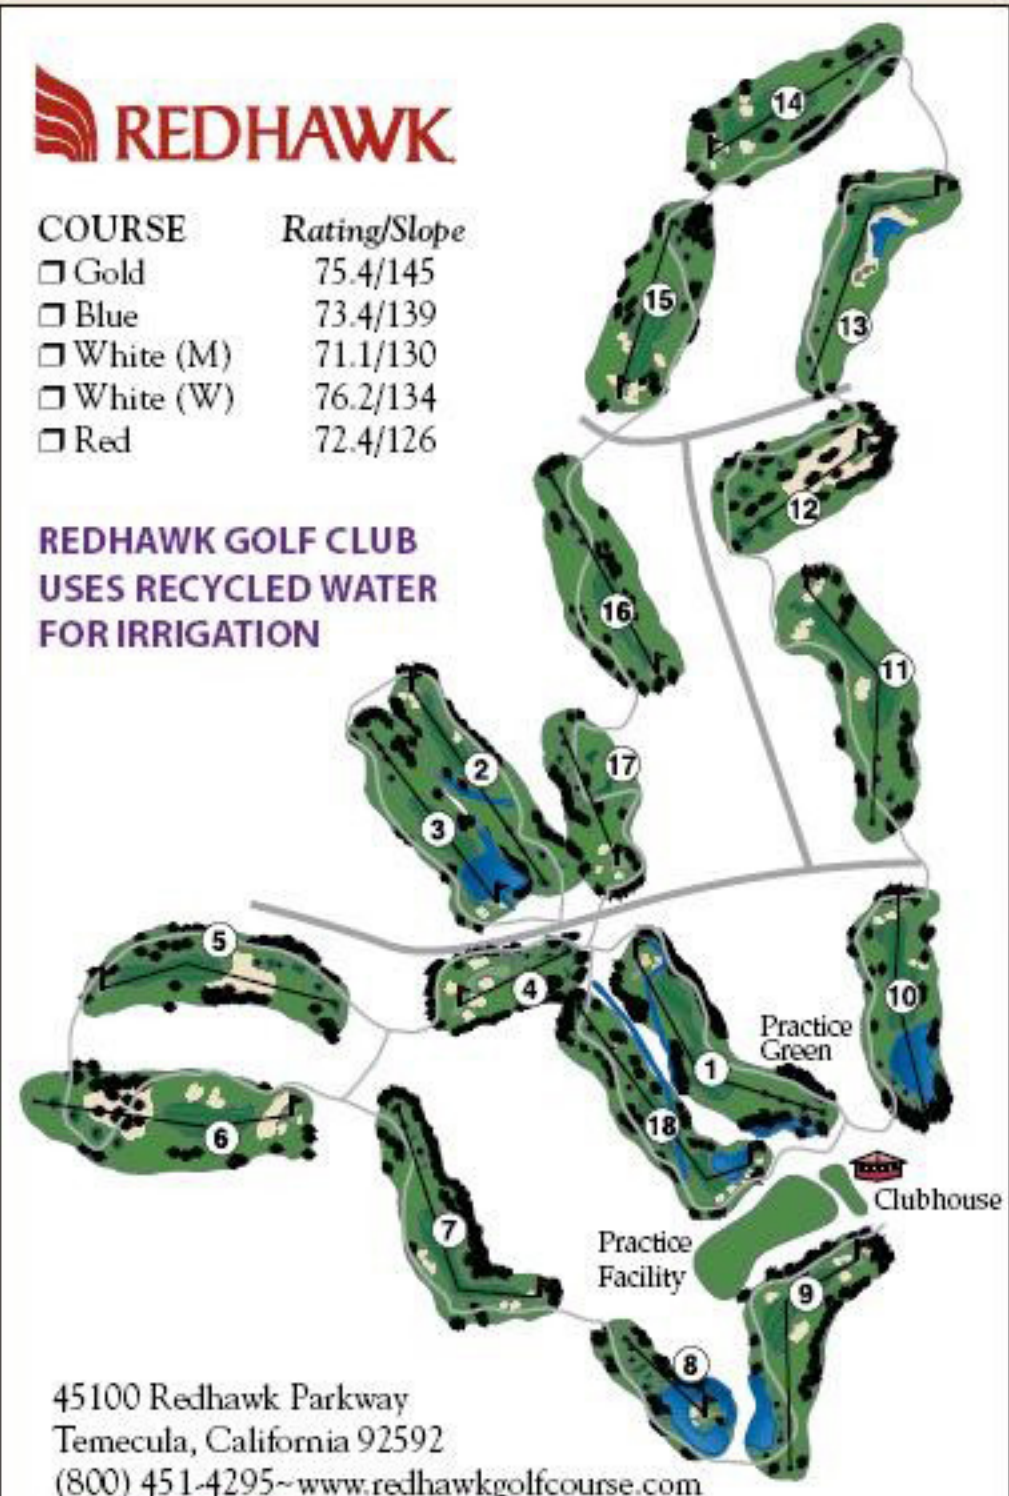 REDHAWK
COURSE Rating/Slope
Gold 75.4/145
Blue 73.4/139
White (M) 71.1/130
White (W) 76.2/134
Red 72.4/126
REDHAWK GOLF CLUB
USES RECYCLED WATER
FOR IRRIGATION
14
15
13
12
16
11
17
2
3
5
4
10
Practice
Green
1
6
18
Clubhouse
7
Practice
Facility
9
8
45100 Redhawk Parkway
Temecula, California 92592
(800) 451-4295~www.redhawkgolfcourse.com